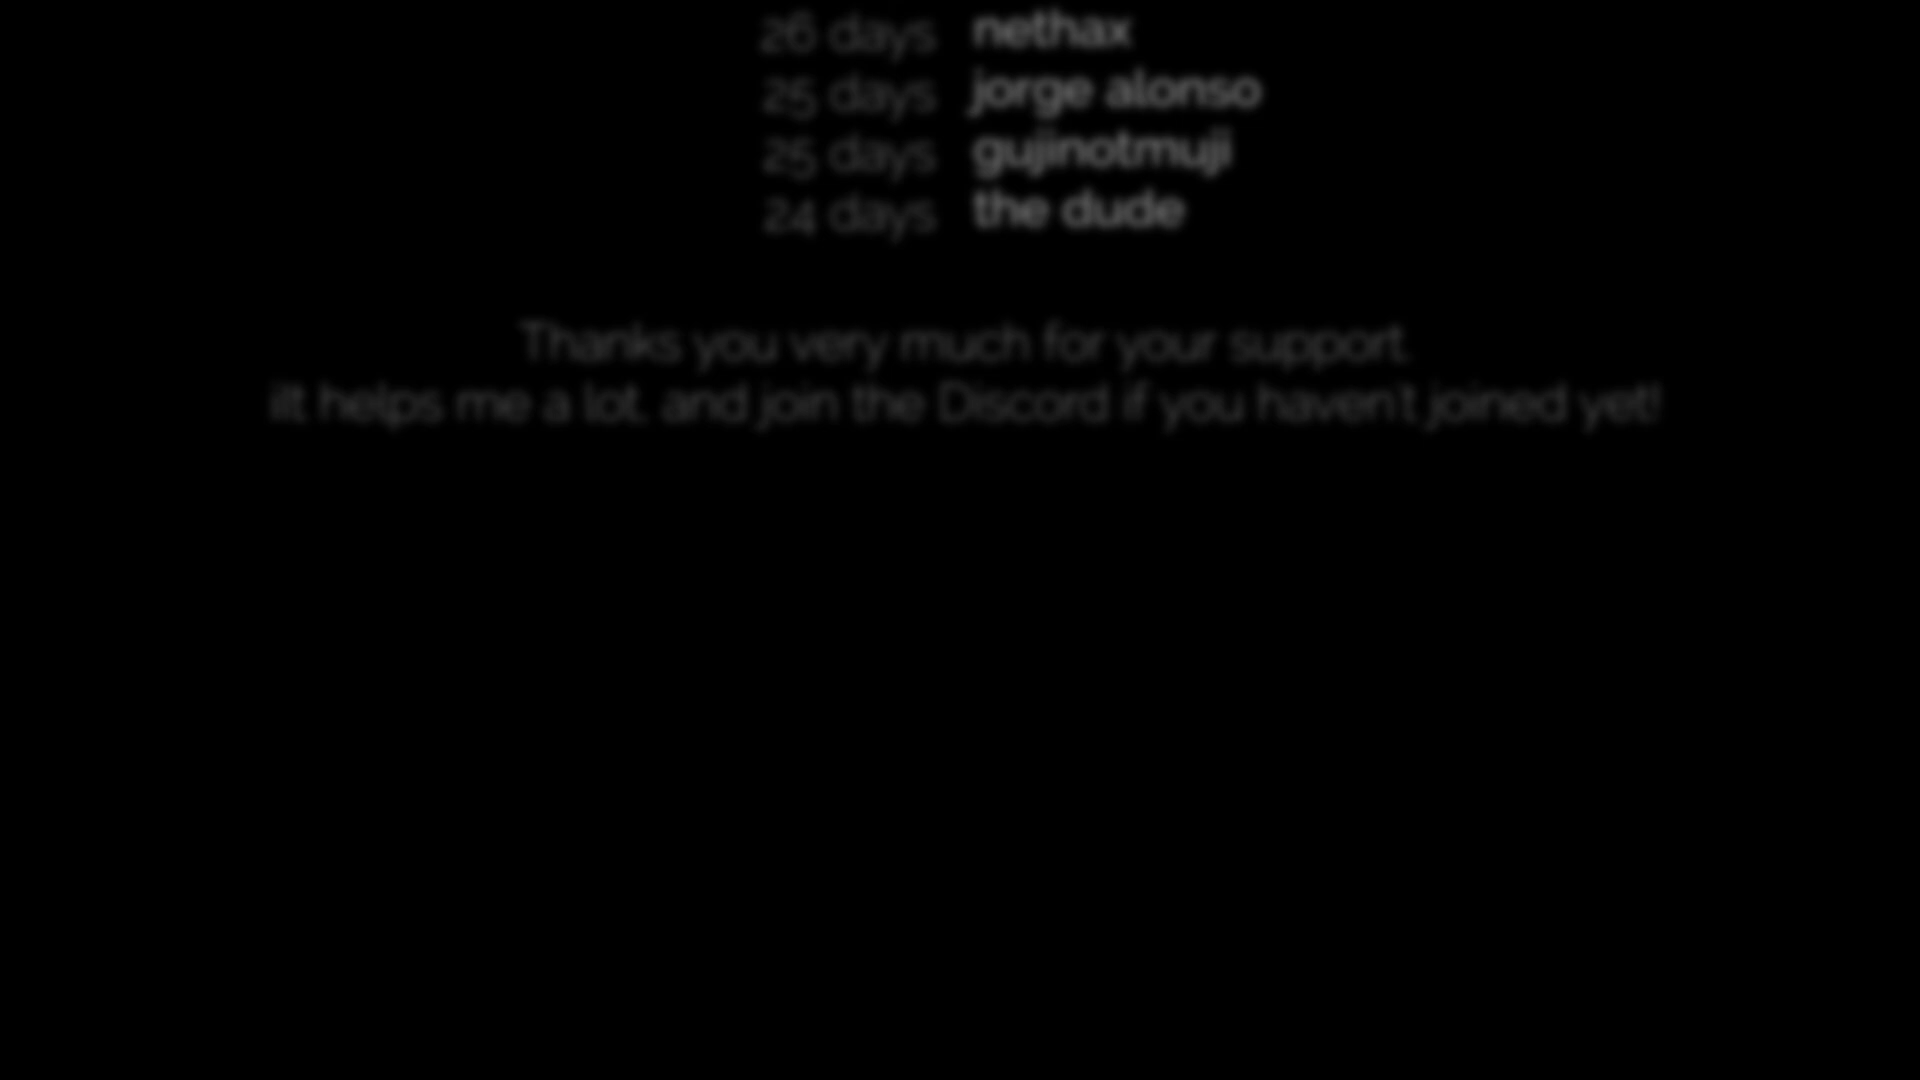 26 days nethax
25 days jorge alonso
25 days gujinotmuji
24 days the dude
Thanks you very much for your support.
iIt helps me a lot, and join the Discord if you haven't joined yet!